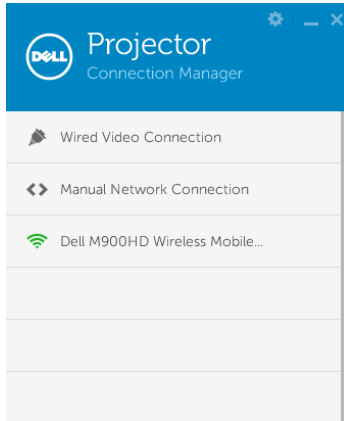 DELL
Projector
Connection Manager
Wired Video Connection
Manual Network Connection
Dell M900HD Wireless Mobile...